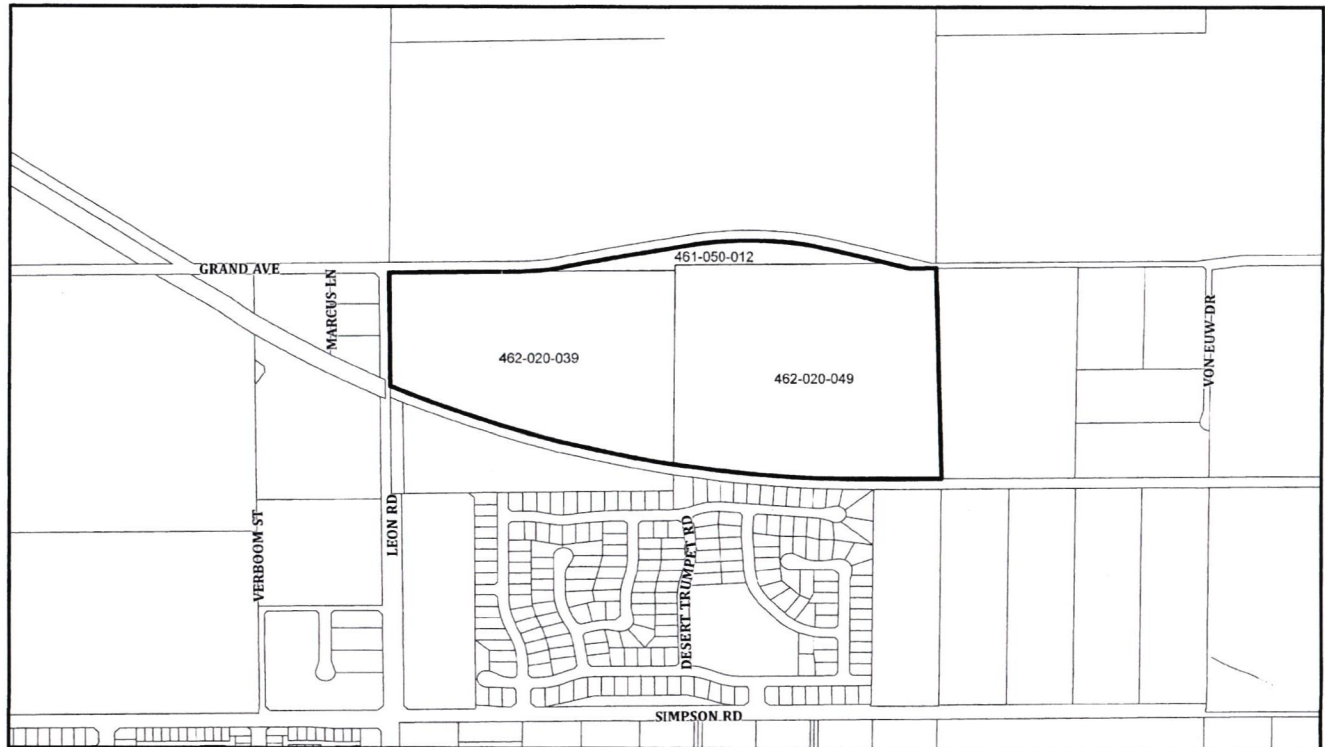 461-050-012
GRAND AVE
MARCUS LN
462-020-039
462-020-049
VON EUW DR
LEON RD
VERBOOM ST
DESERT TRUMPET RD
SIMPSON RD